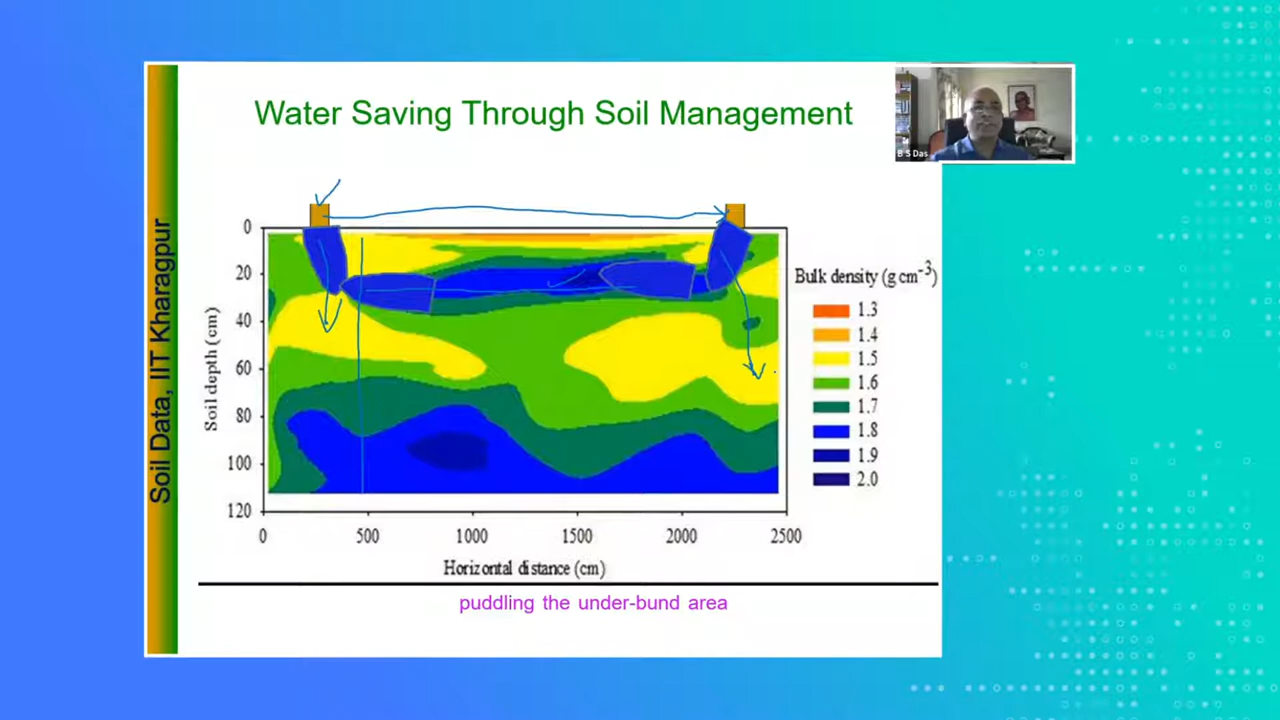 Water Saving Through Soil Management
B S Das
Soil Data, IIT Kharagpur
Soil depth (cm)
0
20
40
60
80
100
120
0 500 1000 1500 2000 2500
Horizontal distance (cm)
Bulk density (g cm⁻³)
1.3
1.4
1.5
1.6
1.7
1.8
1.9
2.0
puddling the under-bund area